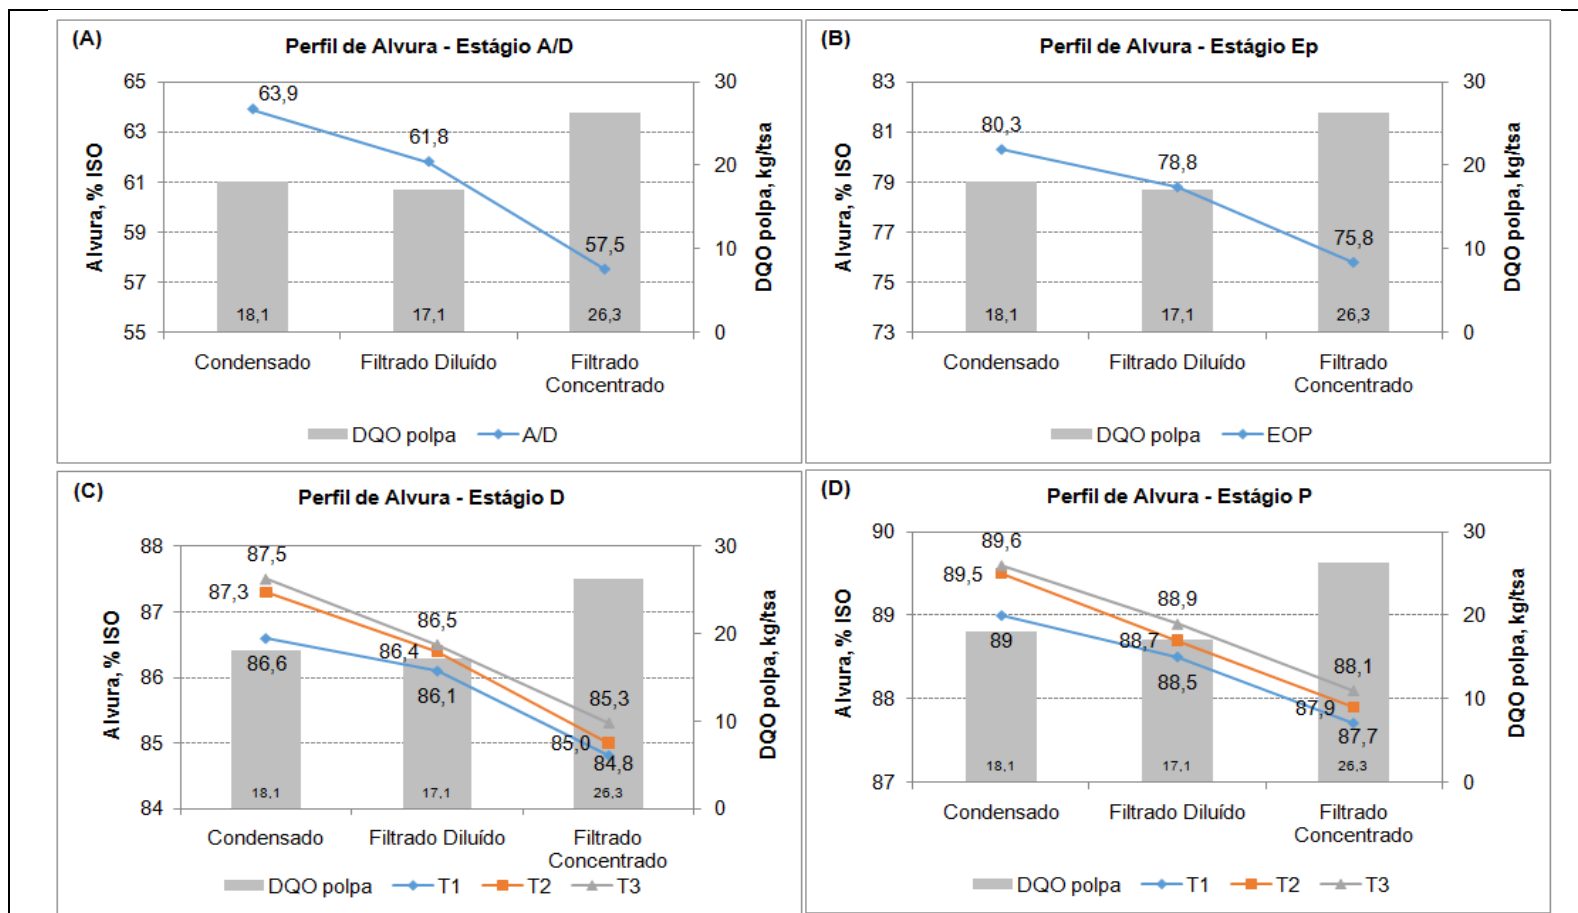 (A)
Perfil de Alvura - Estágio A/D
Alvura, % ISO
65
63
61
59
57
55
63,9
61,8
57,5
18,1
17,1
26,3
30
20
10
0
DQO polpa, kg/tsa
Condensado
Filtrado Diluído
Filtrado
Concentrado
DQO polpa
A/D
(B)
Perfil de Alvura - Estágio Ep
Alvura, % ISO
83
81
79
77
75
73
80,3
78,8
75,8
18,1
17,1
26,3
30
20
10
0
DQO polpa, kg/tsa
Condensado
Filtrado Diluído
Filtrado
Concentrado
DQO polpa
EOP
(C)
Perfil de Alvura - Estágio D
Alvura, % ISO
88
87
86
85
84
87,5
87,3
86,6
86,5
86,4
86,1
85,3
85,0
84,8
18,1
17,1
26,3
30
20
10
0
DQO polpa, kg/tsa
Condensado
Filtrado Diluído
Filtrado
Concentrado
DQO polpa
T1
T2
T3
(D)
Perfil de Alvura - Estágio P
Alvura, % ISO
90
89
88
87
89,6
89,5
89
88,9
88,7
88,5
88,1
87,9
87,7
18,1
17,1
26,3
30
20
10
0
DQO polpa, kg/tsa
Condensado
Filtrado Diluído
Filtrado
Concentrado
DQO polpa
T1
T2
T3